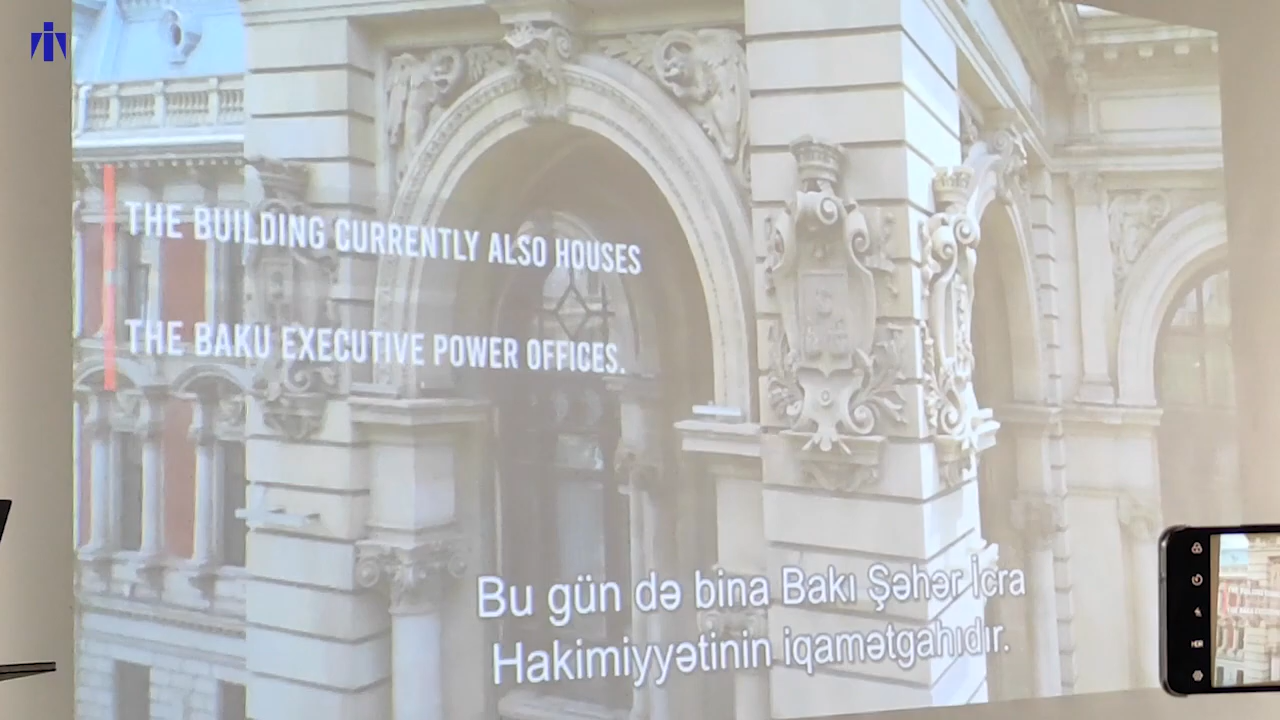 THE BUILDING CURRENTLY ALSO HOUSES
THE BAKU EXECUTIVE POWER OFFICES.
Bu gün də bina Bakı Şəhər İcra
Hakimiyyətinin iqamətgahıdır.